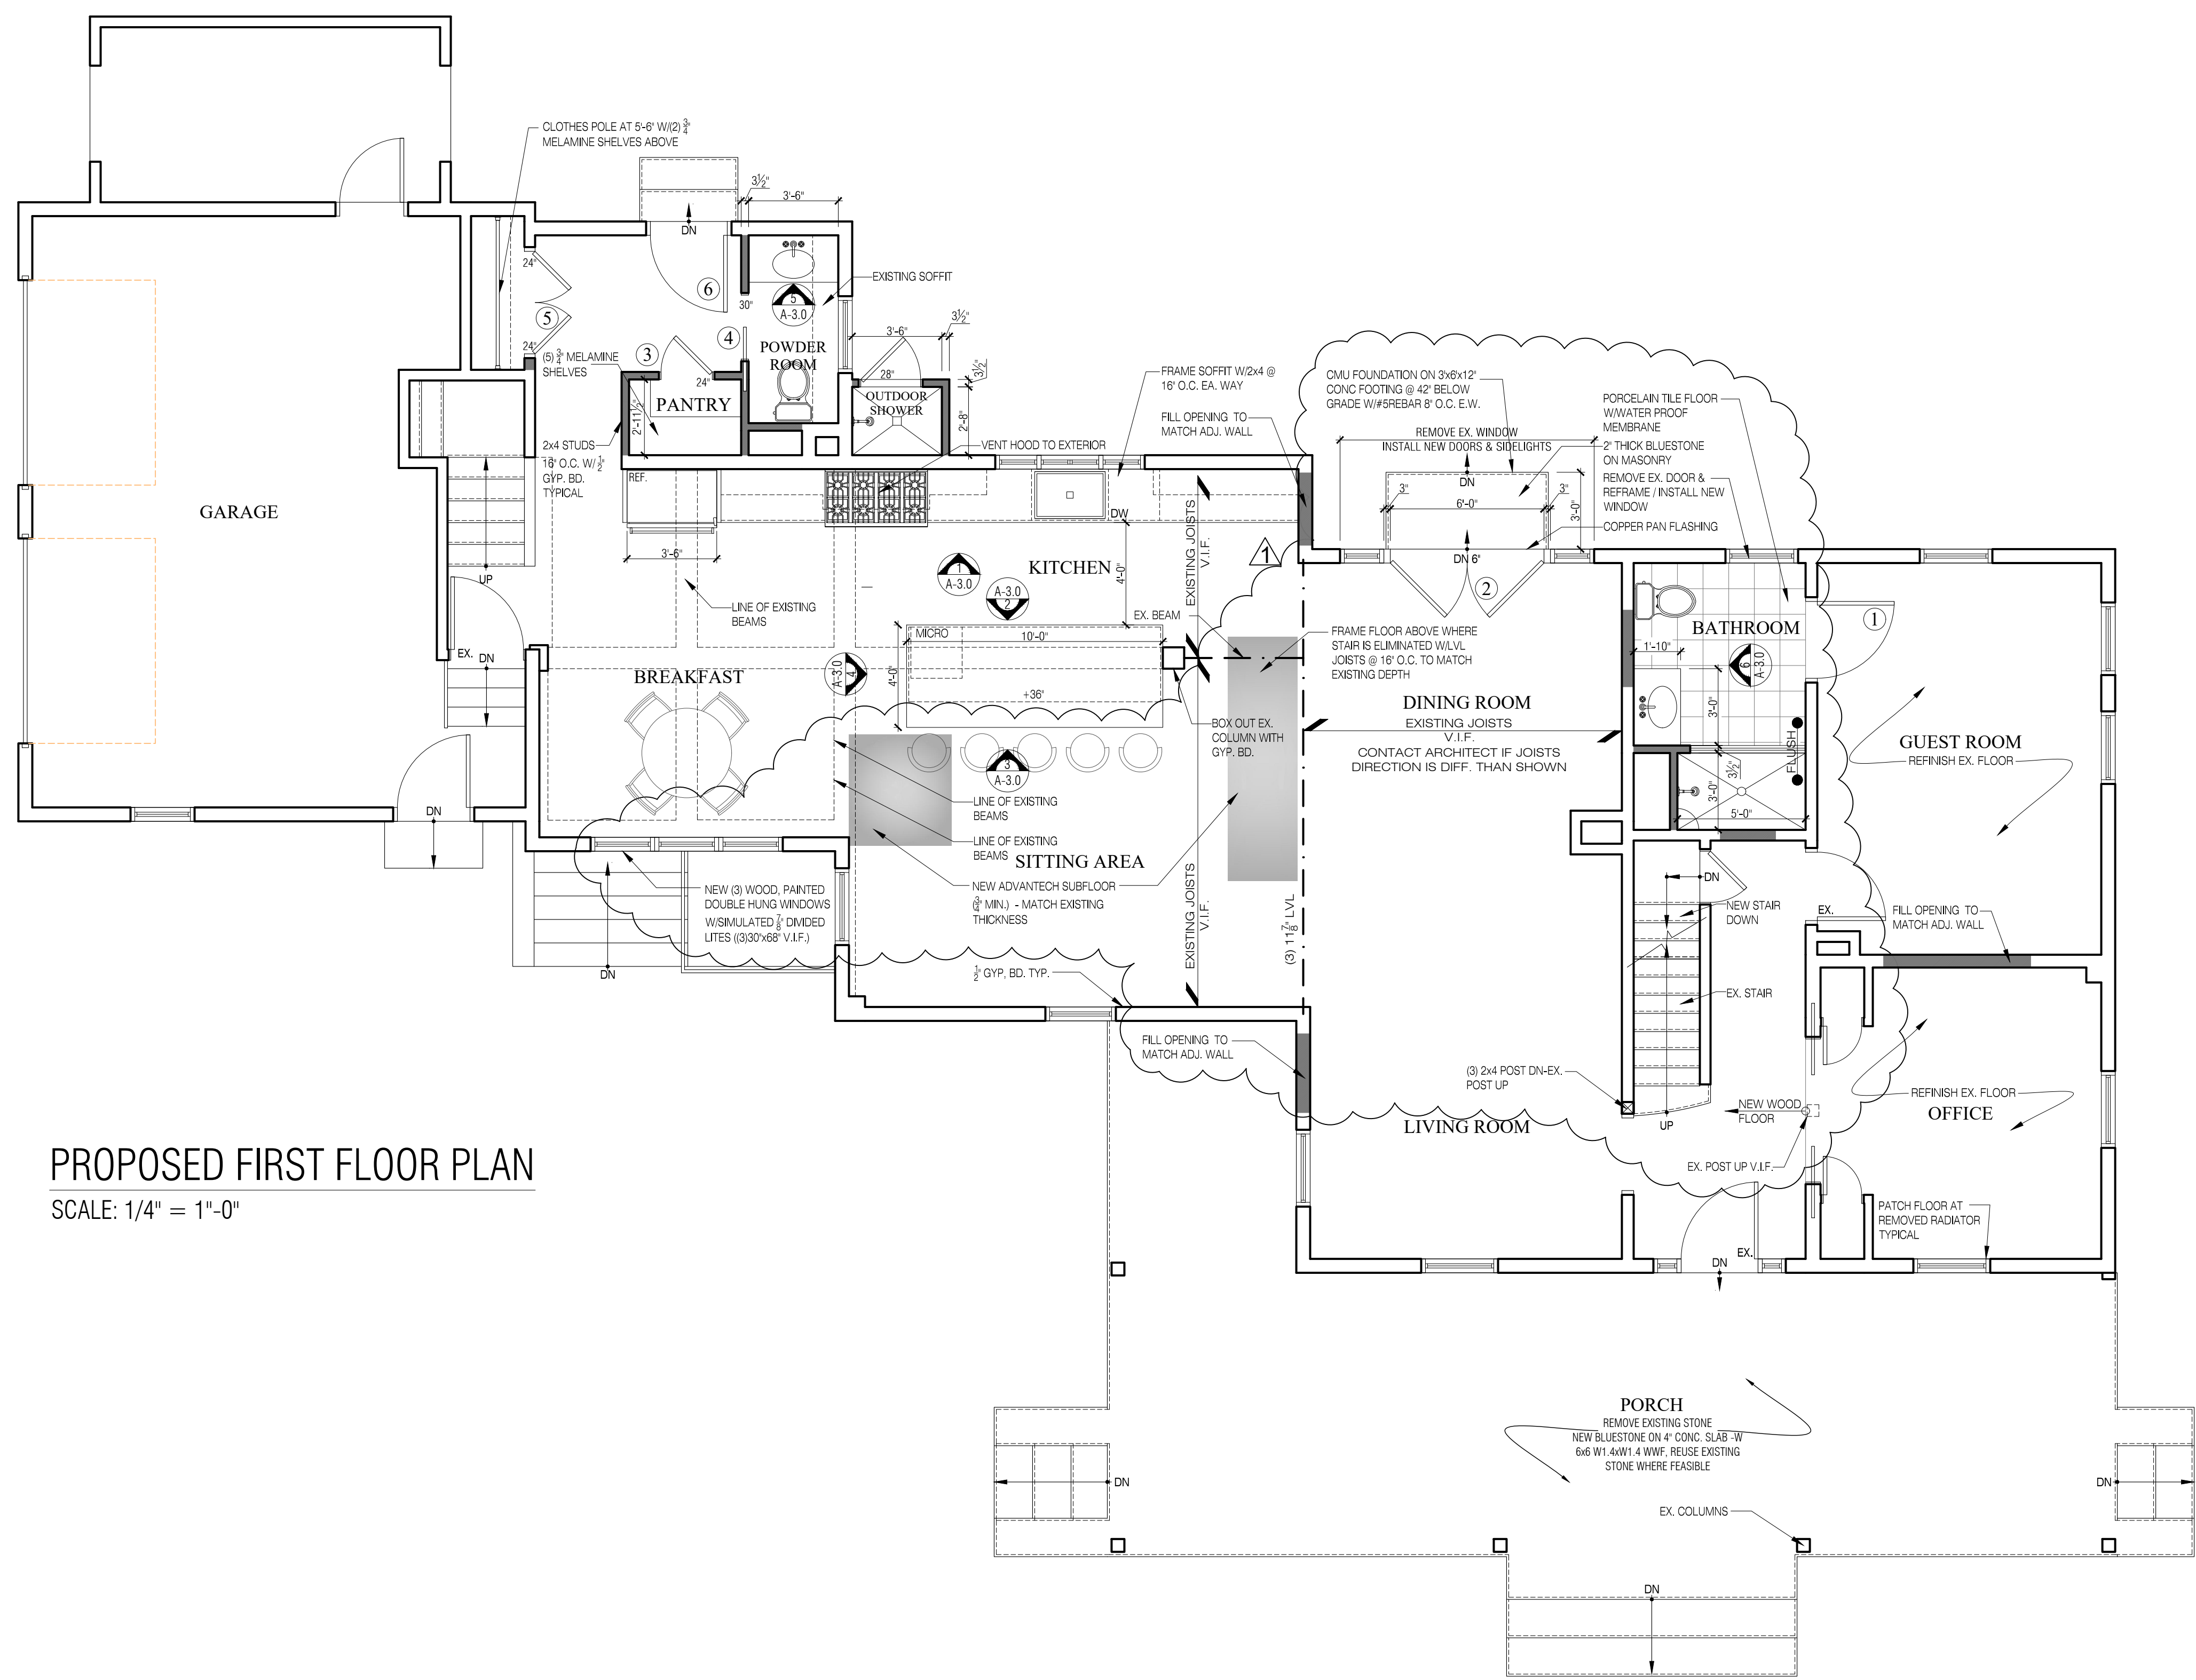 CLOTHES POLE AT 5'-6" W/(2) 3/4"
MELAMINE SHELVES ABOVE
3 1/2"
3'-6"
DN
24"
6
EXISTING SOFFIT
30"
5
A-3.0
5
24"
3
4
POWDER
ROOM
3'-6"
3 1/2"
(5) 3/4" MELAMINE
SHELVES
24"
28"
3 1/2"
PANTRY
2'-11 1/2"
OUTDOOR
SHOWER
2'-8"
FRAME SOFFIT W/2x4 @
16" O.C. EA. WAY
FILL OPENING TO
MATCH ADJ. WALL
CMU FOUNDATION ON 3'x6'x12"
CONC FOOTING @ 42" BELOW
GRADE W/#5REBAR 8" O.C. E.W.
REMOVE EX. WINDOW
INSTALL NEW DOORS & SIDELIGHTS
PORCELAIN TILE FLOOR
W/WATER PROOF
MEMBRANE
2" THICK BLUESTONE
ON MASONRY
REMOVE EX. DOOR &
REFRAME / INSTALL NEW
WINDOW
COPPER PAN FLASHING
2x4 STUDS
16" O.C. W/ 1/2"
GYP. BD.
TYPICAL
VENT HOOD TO EXTERIOR
REF.
DW
DN
3"
6'-0"
3"
3'-0"
GARAGE
3'-6"
KITCHEN
4'-0"
EXISTING JOISTS
V.I.F.
1
DN 6"
2
UP
1
A-3.0
A-3.0
2
LINE OF EXISTING
BEAMS
EX. BEAM
MICRO
10'-0"
+36"
4'-0"
A-3.0
4
FRAME FLOOR ABOVE WHERE
STAIR IS ELIMINATED W/LVL
JOISTS @ 16" O.C. TO MATCH
EXISTING DEPTH
BATHROOM
1
1'-10"
6
A-3.0
3'-0"
EX.
DN
BREAKFAST
DINING ROOM
EXISTING JOISTS
V.I.F.
CONTACT ARCHITECT IF JOISTS
DIRECTION IS DIFF. THAN SHOWN
BOX OUT EX.
COLUMN WITH
GYP. BD.
FLUSH
GUEST ROOM
REFINISH EX. FLOOR
3
A-3.0
3 1/2"
3'-0"
5'-0"
DN
LINE OF EXISTING
BEAMS
LINE OF EXISTING
BEAMS
SITTING AREA
NEW ADVANTECH SUBFLOOR
(3/4" MIN.) - MATCH EXISTING
THICKNESS
EXISTING JOISTS
V.I.F.
(3) 11 7/8" LVL
NEW (3) WOOD, PAINTED
DOUBLE HUNG WINDOWS
W/SIMULATED 7/8" DIVIDED
LITES ((3)30"x68" V.I.F.)
DN
DN
NEW STAIR
DOWN
EX.
FILL OPENING TO
MATCH ADJ. WALL
1/2" GYP, BD. TYP.
EX. STAIR
FILL OPENING TO
MATCH ADJ. WALL
(3) 2x4 POST DN-EX.
POST UP
NEW WOOD
FLOOR
UP
REFINISH EX. FLOOR
OFFICE
LIVING ROOM
EX. POST UP V.I.F.
PATCH FLOOR AT
REMOVED RADIATOR
TYPICAL
EX.
DN
PROPOSED FIRST FLOOR PLAN
SCALE: 1/4" = 1"-0"
PORCH
REMOVE EXISTING STONE
NEW BLUESTONE ON 4" CONC. SLAB -W
6x6 W1.4xW1.4 WWF, REUSE EXISTING
STONE WHERE FEASIBLE
DN
DN
EX. COLUMNS
DN